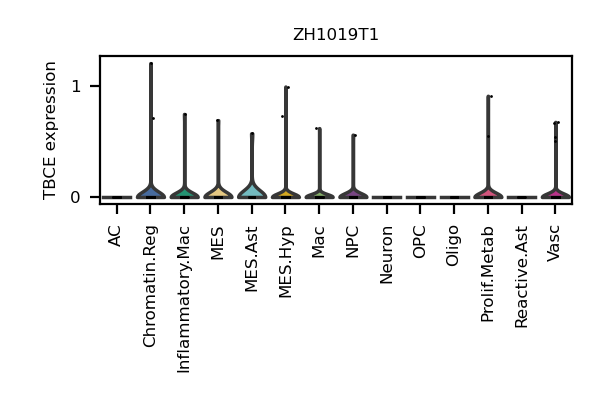 ZH1019T1
TBCE expression
1
0
AC
Chromatin.Reg
Inflammatory.Mac
MES
MES.Ast
MES.Hyp
Mac
NPC
Neuron
OPC
Oligo
Prolif.Metab
Reactive.Ast
Vasc